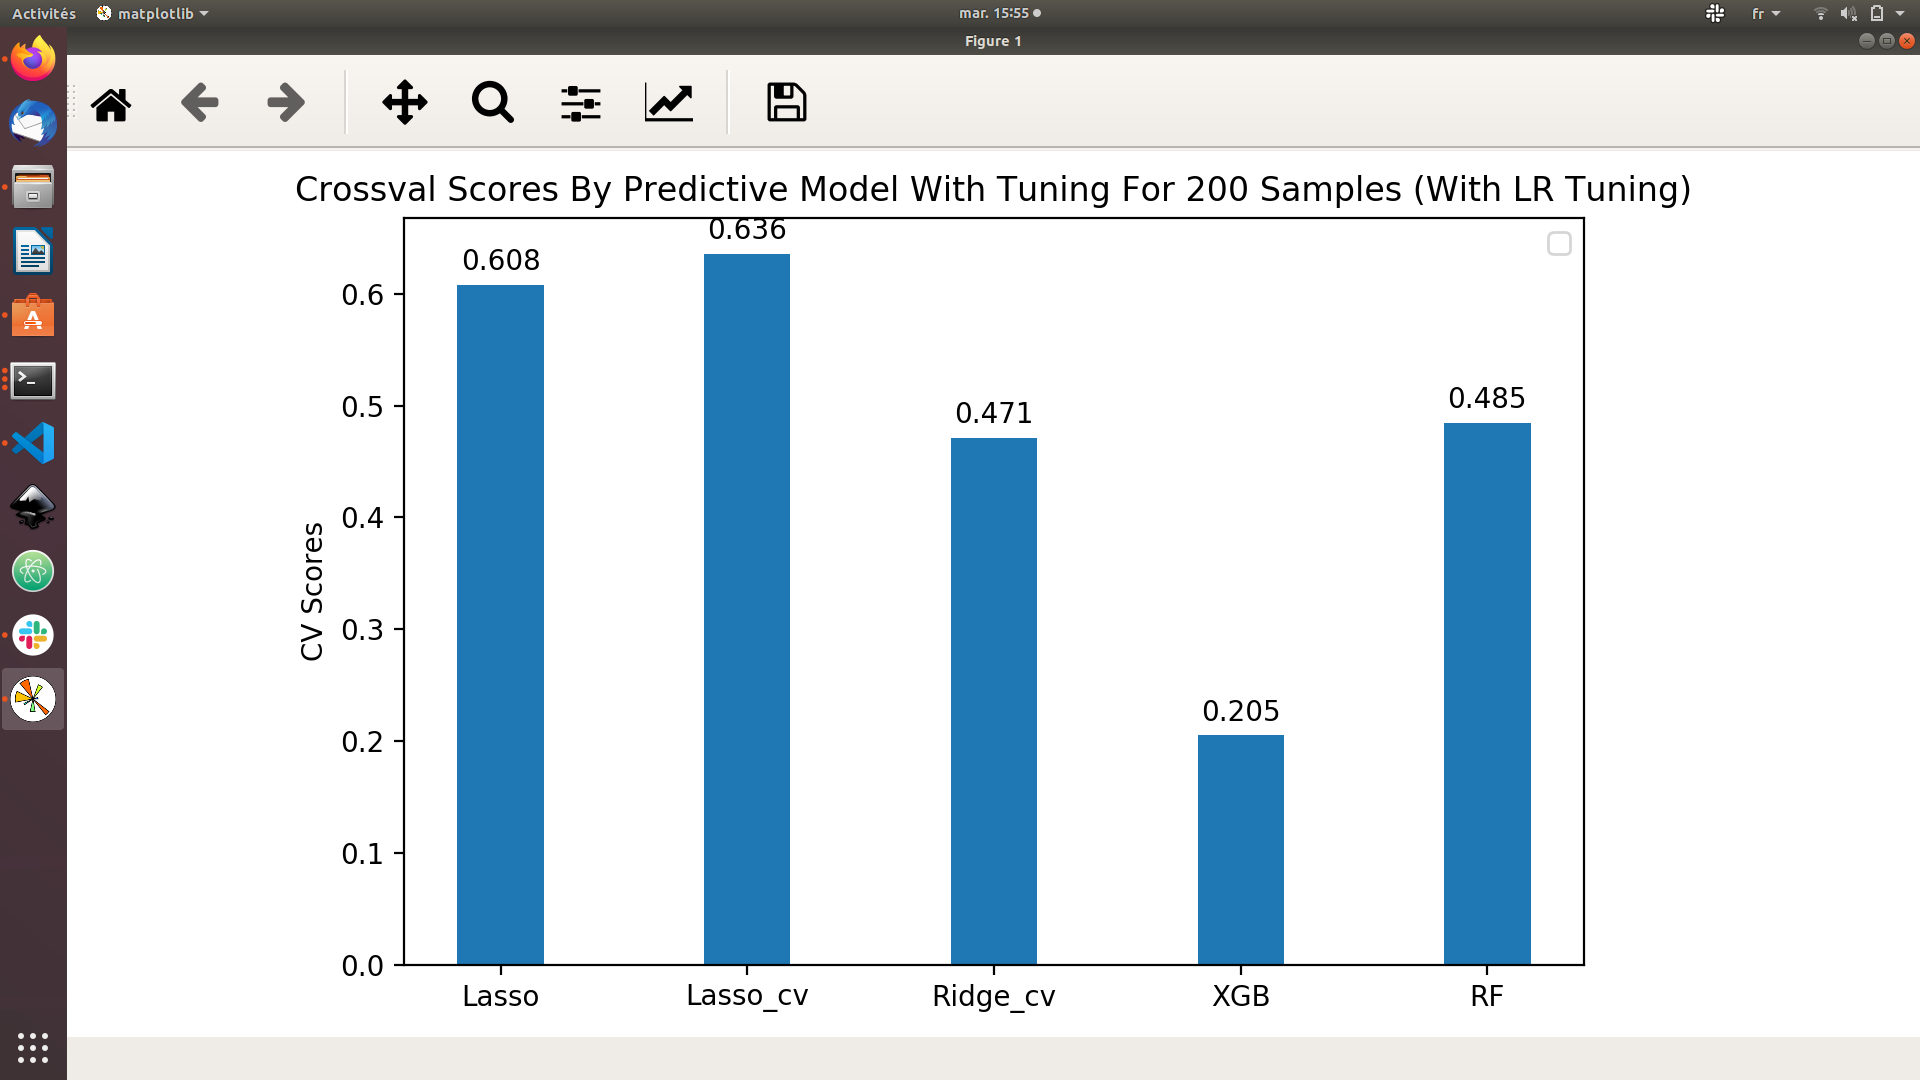 Activités matplotlib mar. 15:55 fr
Figure 1
Crossval Scores By Predictive Model With Tuning For 200 Samples (With LR Tuning)
0.608
0.636
0.471
0.205
0.485
CV Scores
0.6
0.5
0.4
0.3
0.2
0.1
0.0
Lasso Lasso_cv Ridge_cv XGB RF